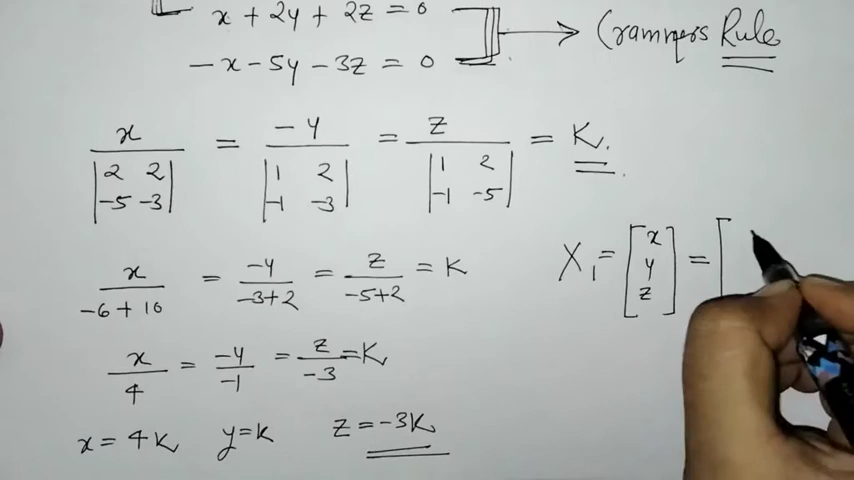 x + 2y + 2z = 0
-x - 5y - 3z = 0
Crammers Rule
x / |2 2; -5 -3| = -y / |1 2; -1 -3| = z / |1 2; -1 -5| = K.
x / -6+10 = -y / -3+2 = z / -5+2 = K
x / 4 = -y / -1 = z / -3 = K
x = 4K y = K z = -3K
X₁ = [x y z] = [